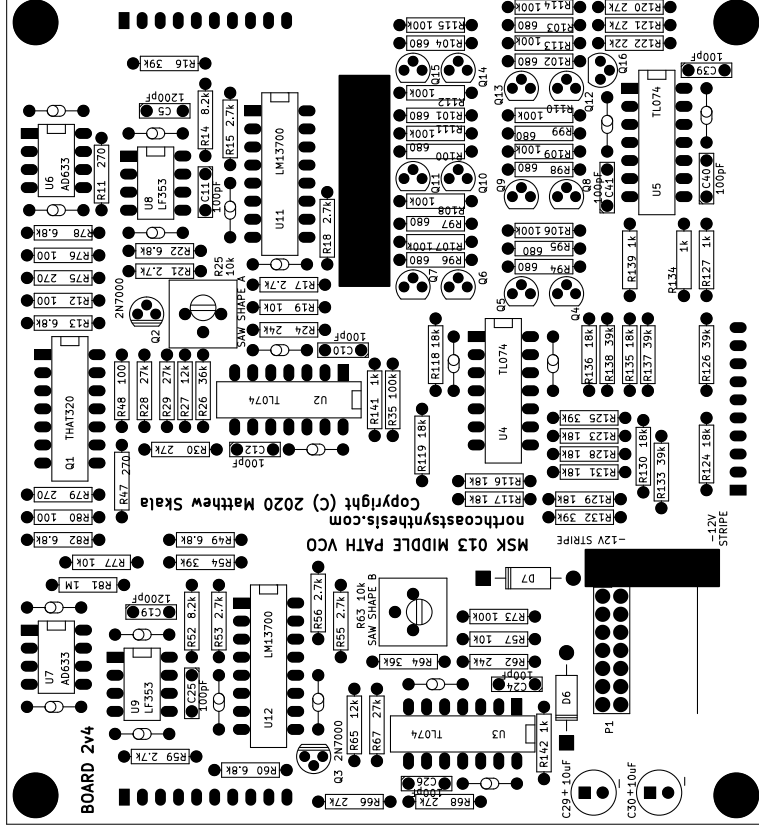 R115 100k
R104 680
Q15
Q14
100k
R112
R101 680
R111
100k
R100
680
Q11
Q10
100k
R108
R97
680
R107
100k
R96
680
Q7
Q6
R114
100k
R103
680
R113
100k
R102
680
Q13
Q12
R110
100k
R99
680
R109
100k
R98
680
Q9
Q8
R106 100k
R95
680
R94
680
Q5
Q4
R120 27k
R121 27k
R122 22k
Q16
100pF
C39
TL074
U5
C41
100pF
C40
100pF
R139 1k
R134
1k
R127 1k
R16 39k
1200pF
C5
R14 8.2k
R15 2.7k
LM13700
U11
U6
AD633
R11 270
U8
LF353
C11
100pF
R18 2.7k
R78 6.8k
R76 100
R75 270
R12 100
R13 6.8k
R22 6.8k
R21 2.7k
R25
10k
SAW SHAPE A
2N7000
Q2
R17 2.7k
R19 10k
R24 24k
100pF
C10
THAT320
Q1
R48 100
R28 27k
R29 27k
R27 12k
R26 36k
U2
TL074
R141 1k
R35 100k
R118 18k
TL074
U4
R136 18k
R138 39k
R135 18k
R137 39k
R126 39k
R47 270
R30 27k
C12
100pF
R119 18k
R125 39k
R123 18k
R128 18k
R131 18k
R130 18k
R133 39k
R124 18k
R116 18k
R117 18k
R129 18k
R132 39k
R79 270
R80 100
R82 6.8k
Copyright (C) 2020 Matthew Skala
northcoastsynthesis.com
MSK 013 MIDDLE PATH VCO
-12V STRIPE
-12V
STRIPE
R49 6.8k
R54 39k
R77 10k
R81 1M
1200pF
C19
R52 8.2k
R53 2.7k
LM13700
U12
R56 2.7k
R55 2.7k
R63 10k
SAW SHAPE B
D7
R73 100k
R57 10k
R62 24k
R64 36k
100pF
C24
U7
AD633
U9
LF353
C25
100pF
R65 12k
R67 27k
U3
TL074
R142 1k
D6
P1
R59 2.7k
R60 6.8k
Q3 2N7000
C26
100pF
R66 27k
R68 27k
C29 + 10uF
C30 + 10uF
BOARD 2v4